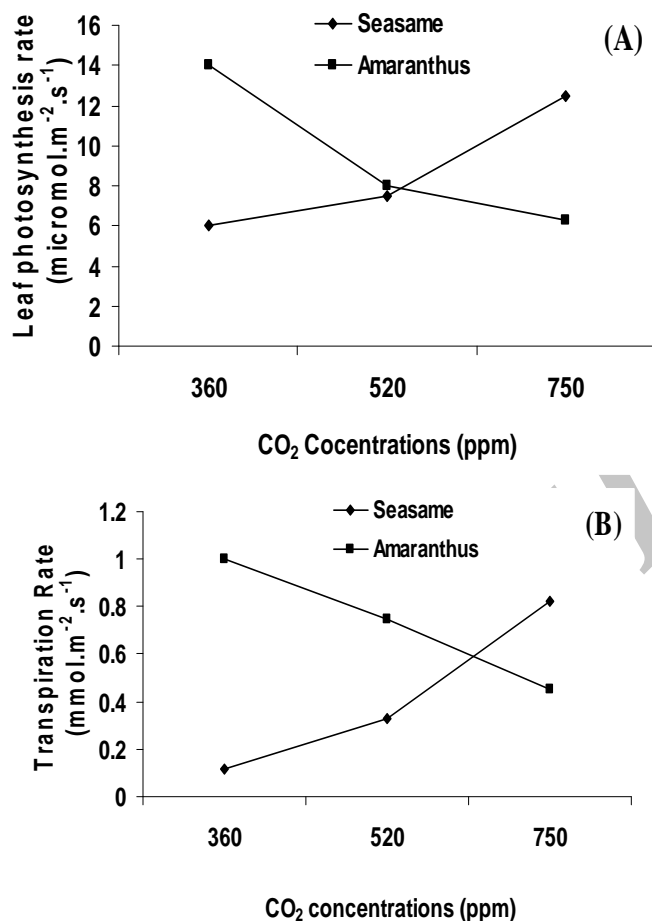 (A)
Seasame
Amaranthus
Leaf photosynthesis rate
(micromol.m⁻².s⁻¹)
16
14
12
10
8
6
4
2
0
360 520 750
CO₂ Cocentrations (ppm)
(B)
Seasame
Amaranthus
Transpiration Rate
(mmol.m⁻².s⁻¹)
1.2
1
0.8
0.6
0.4
0.2
0
360 520 750
CO₂ concentrations (ppm)